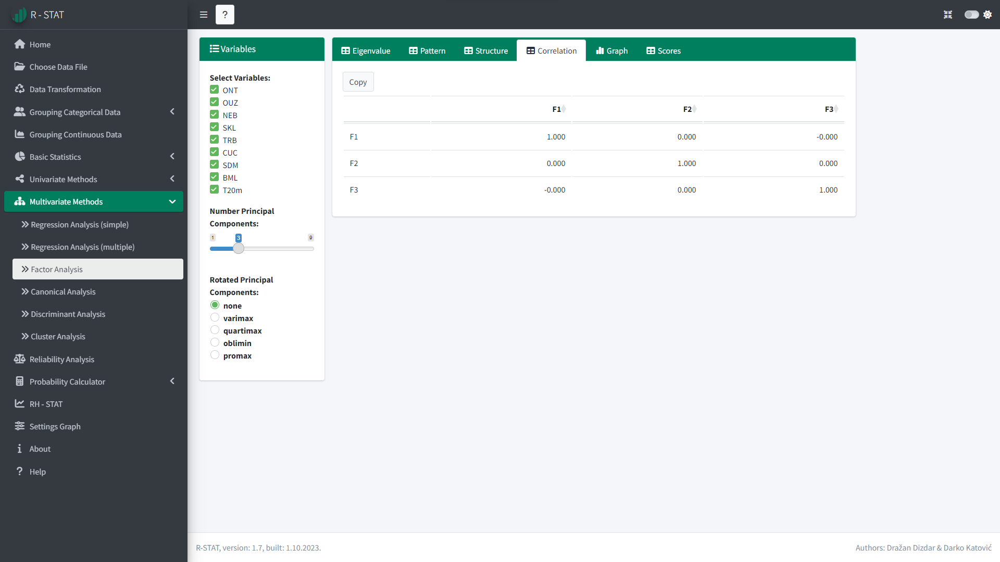 R - STAT
?
Home
Choose Data File
Data Transformation
Grouping Categorical Data
Grouping Continuous Data
Basic Statistics
Univariate Methods
Multivariate Methods
Regression Analysis (simple)
Regression Analysis (multiple)
Factor Analysis
Canonical Analysis
Discriminant Analysis
Cluster Analysis
Reliability Analysis
Probability Calculator
RH - STAT
Settings Graph
About
Help
Variables
Select Variables:
ONT
OUZ
NEB
SKL
TRB
CUC
SDM
BML
T20m
Number Principal
Components:
1 3 9
Rotated Principal
Components:
none
varimax
quartimax
oblimin
promax
Eigenvalue Pattern Structure Correlation Graph Scores
Copy
F1 F2 F3
F1 1.000 0.000 -0.000
F2 0.000 1.000 0.000
F3 -0.000 0.000 1.000
R-STAT, version: 1.7, built: 1.10.2023.
Authors: Dražan Dizdar & Darko Katović